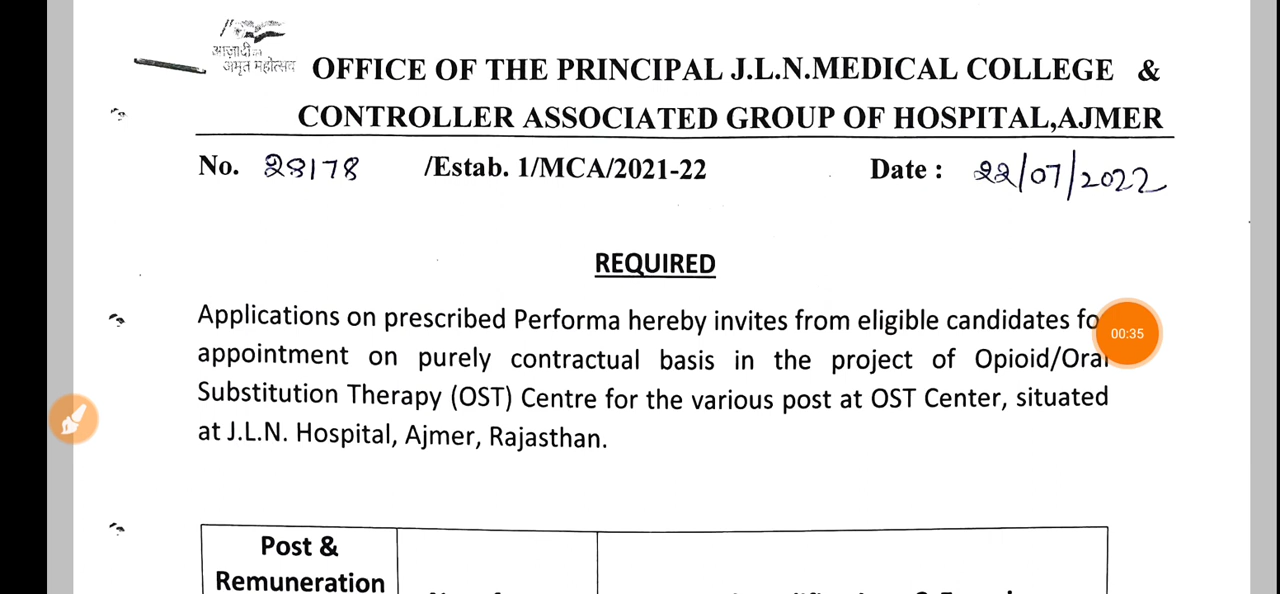 आज़ादी का
अमृत महोत्सव
OFFICE OF THE PRINCIPAL J.L.N.MEDICAL COLLEGE &
CONTROLLER ASSOCIATED GROUP OF HOSPITAL,AJMER
No. 28178 /Estab. 1/MCA/2021-22 Date : 22/07/2022
REQUIRED
Applications on prescribed Performa hereby invites from eligible candidates fo
00:35
appointment on purely contractual basis in the project of Opioid/Oral
Substitution Therapy (OST) Centre for the various post at OST Center, situated
at J.L.N. Hospital, Ajmer, Rajasthan.
Post &
Remuneration